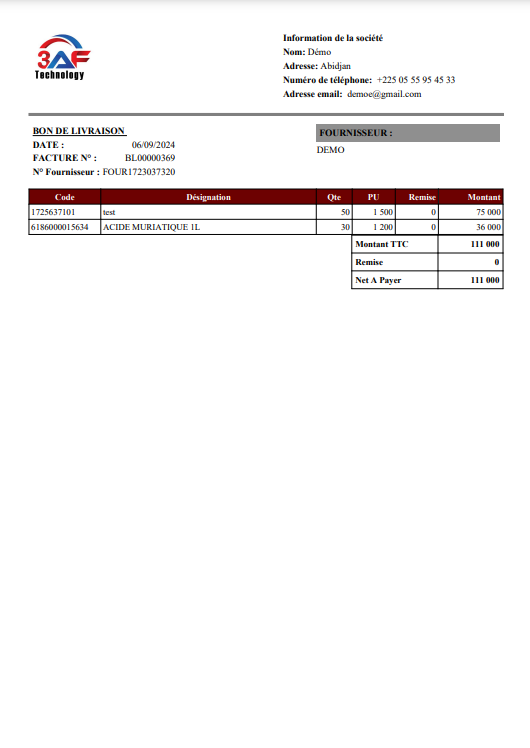 3AF
Technology
Information de la société
Nom: Démo
Adresse: Abidjan
Numéro de téléphone: +225 05 55 95 45 33
Adresse email: demoe@gmail.com
BON DE LIVRAISON
DATE : 06/09/2024
FACTURE N° : BL00000369
N° Fournisseur : FOUR1723037320
FOURNISSEUR :
DEMO
Code Désignation Qte PU Remise Montant
1725637101 test 50 1 500 0 75 000
6186000015634 ACIDE MURIATIQUE 1L 30 1 200 0 36 000
Montant TTC 111 000
Remise 0
Net A Payer 111 000